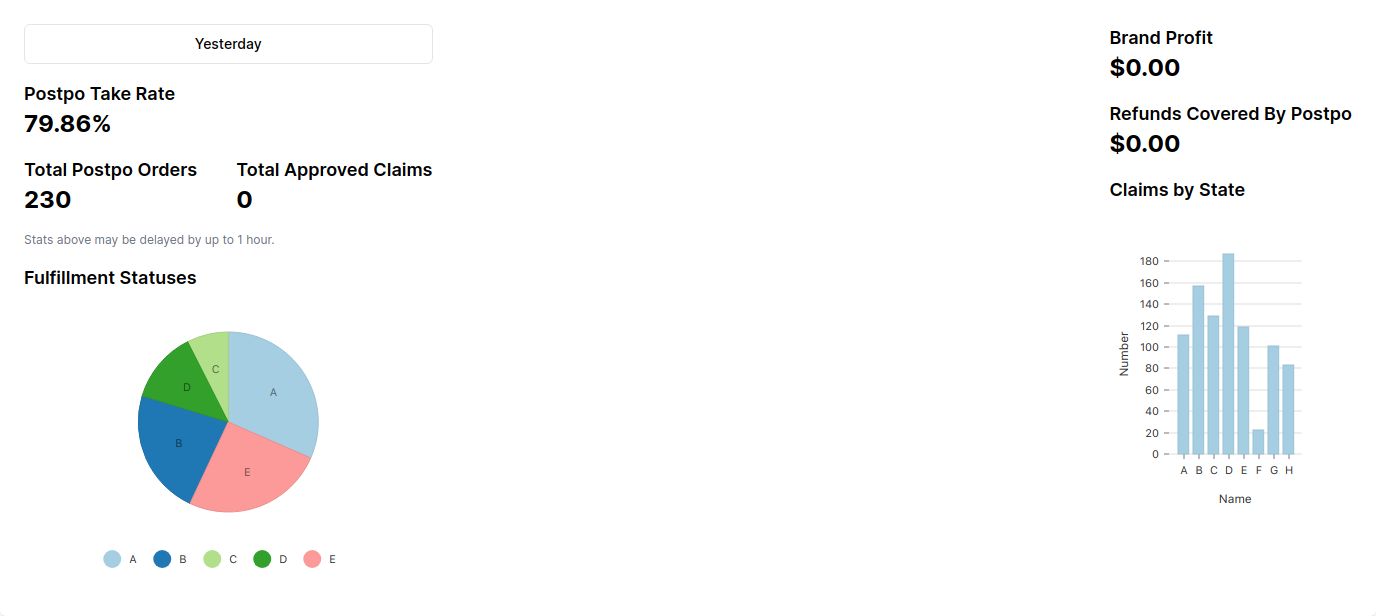 Yesterday
Postpo Take Rate
79.86%
Total Postpo Orders
230
Total Approved Claims
0
Stats above may be delayed by up to 1 hour.
Fulfillment Statuses
C
A
D
B
E
A B C D E
Brand Profit
$0.00
Refunds Covered By Postpo
$0.00
Claims by State
Number
180
160
140
120
100
80
60
40
20
0
A B C D E F G H
Name